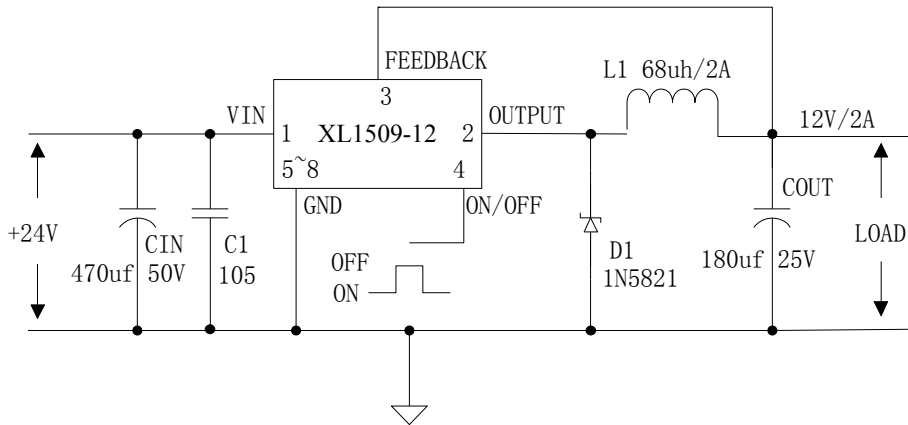 FEEDBACK
L1 68uh/2A
3
VIN
1
XL1509-12
2
OUTPUT
12V/2A
5~8
4
GND
ON/OFF
COUT
+24V
CIN
C1
470uf 50V
105
OFF
ON
D1
1N5821
180uf 25V
LOAD